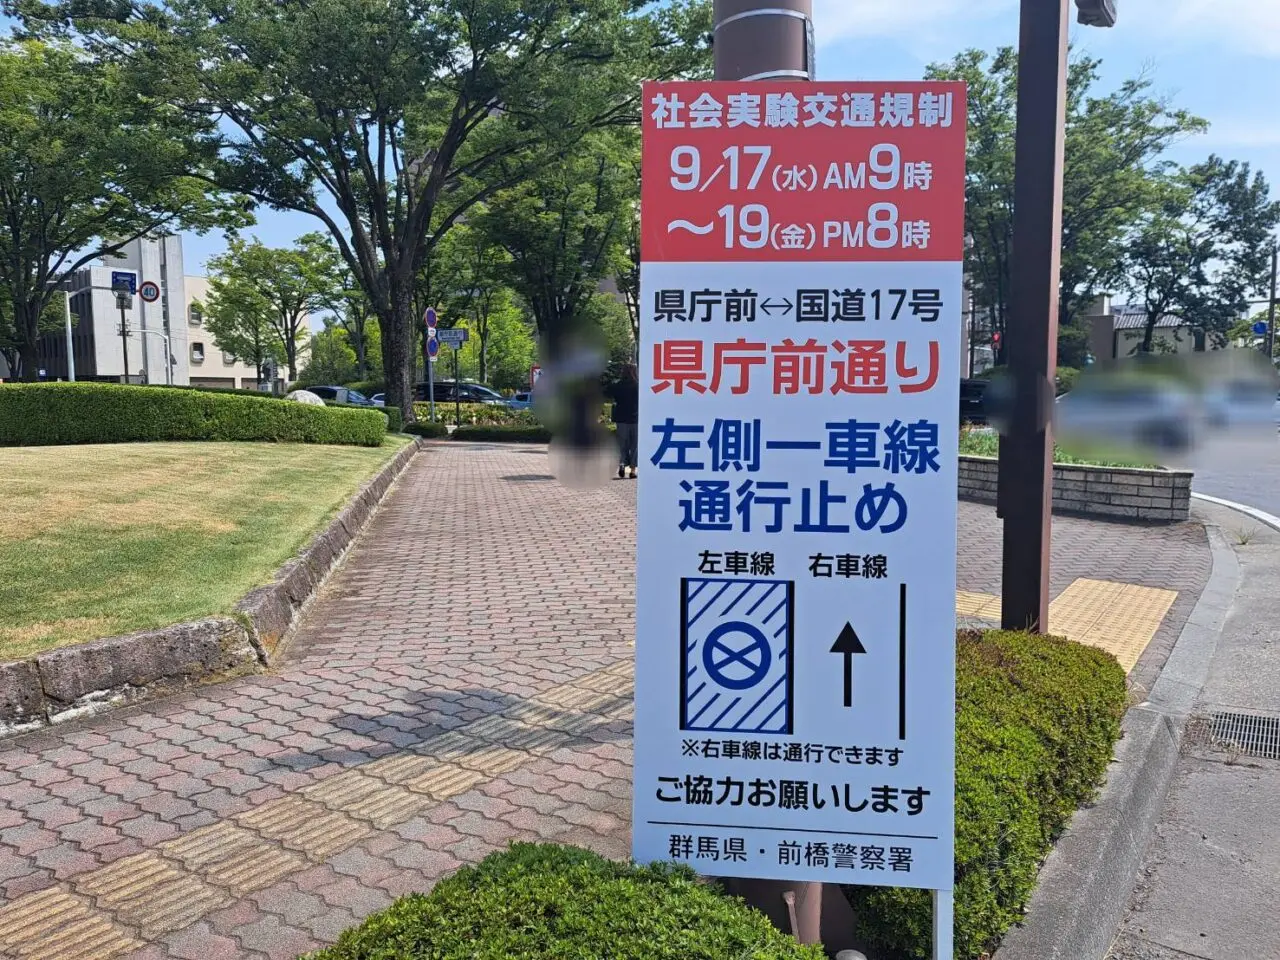 社会実験交通規制
9/17(水)AM9時
～19(金)PM8時
県庁前↔国道17号
県庁前通り
左側一車線
通行止め
左車線 右車線
※右車線は通行できます
ご協力お願いします
群馬県・前橋警察署
40